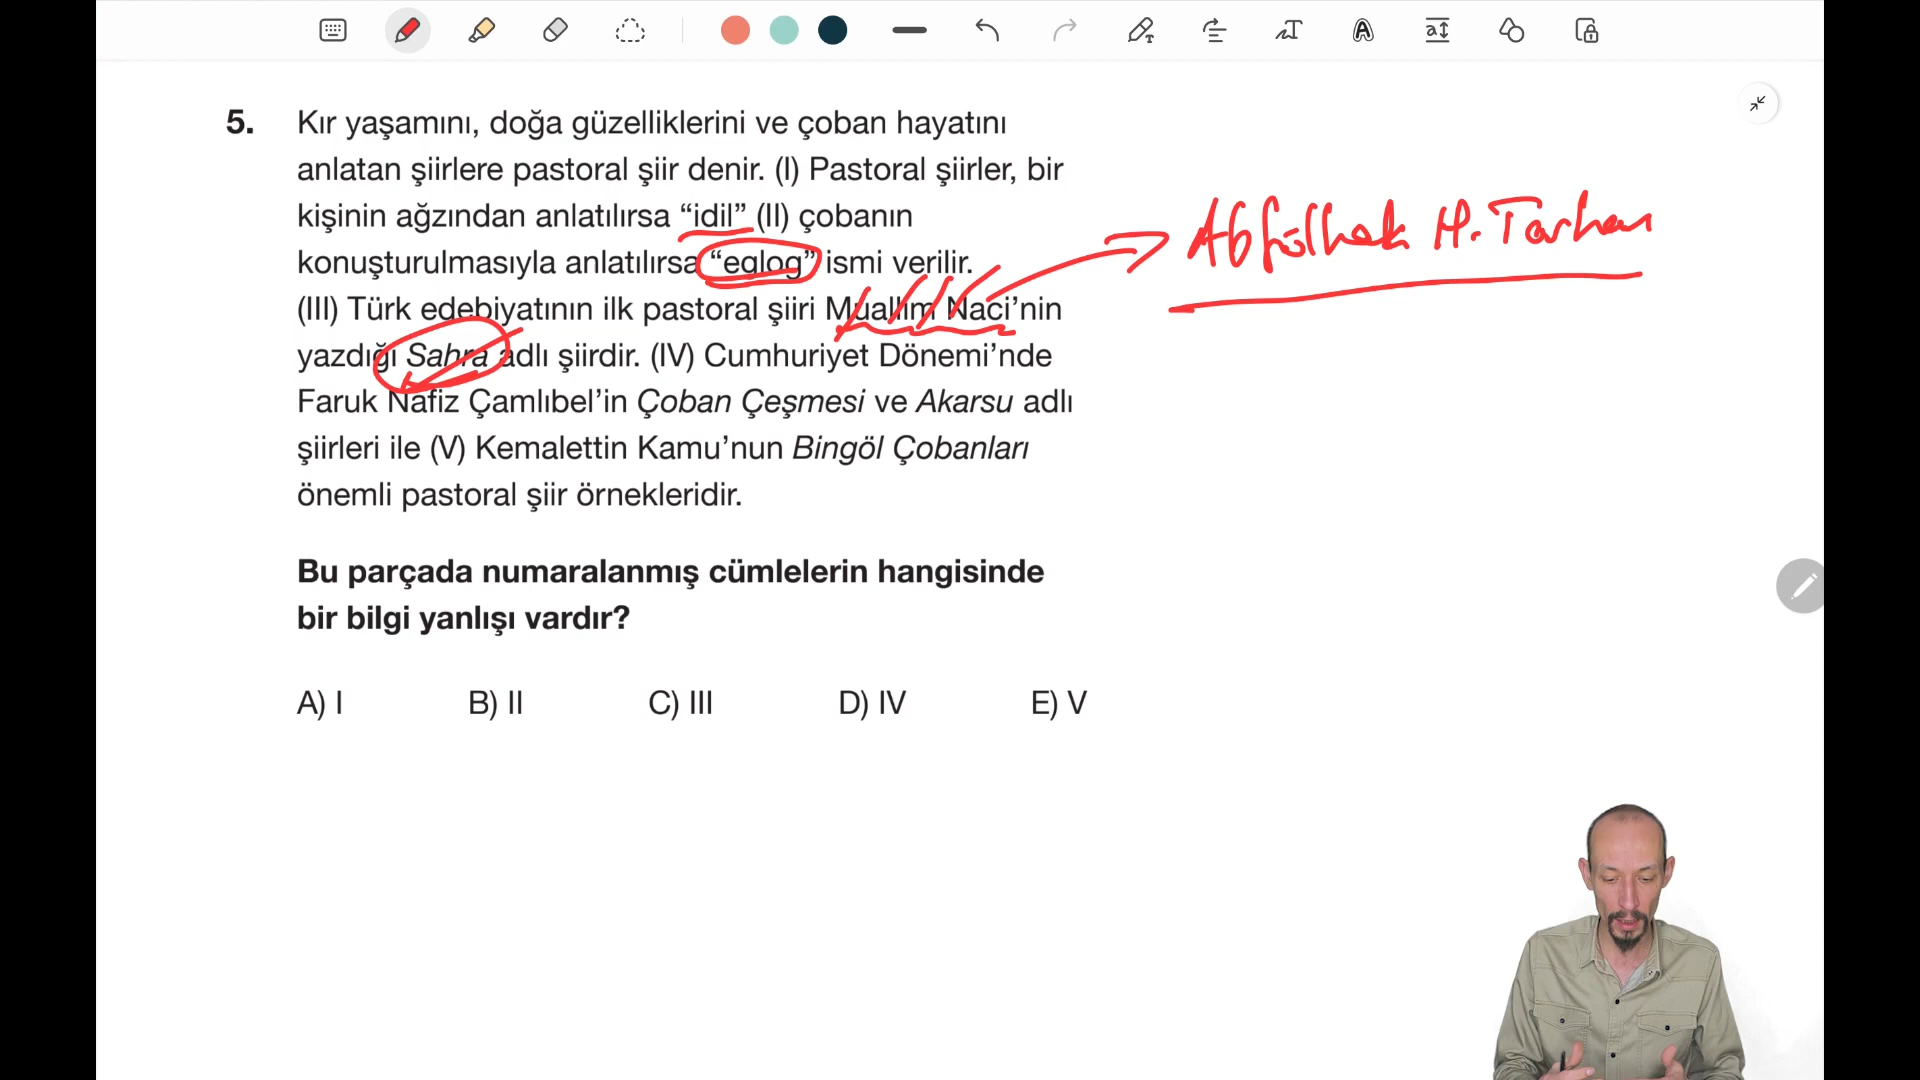 5. Kır yaşamını, doğa güzelliklerini ve çoban hayatını
anlatan şiirlere pastoral şiir denir. (I) Pastoral şiirler, bir
kişinin ağzından anlatılırsa “idil” (II) çobanın
konuşturulmasıyla anlatılırsa “eglog” ismi verilir.
(III) Türk edebiyatının ilk pastoral şiiri Muallim Naci’nin
yazdığı Sahra adlı şiirdir. (IV) Cumhuriyet Dönemi’nde
Faruk Nafiz Çamlıbel’in Çoban Çeşmesi ve Akarsu adlı
şiirleri ile (V) Kemalettin Kamu’nun Bingöl Çobanları
önemli pastoral şiir örnekleridir.
Abdülhak H. Tarhan
Bu parçada numaralanmış cümlelerin hangisinde
bir bilgi yanlışı vardır?
A) I B) II C) III D) IV E) V